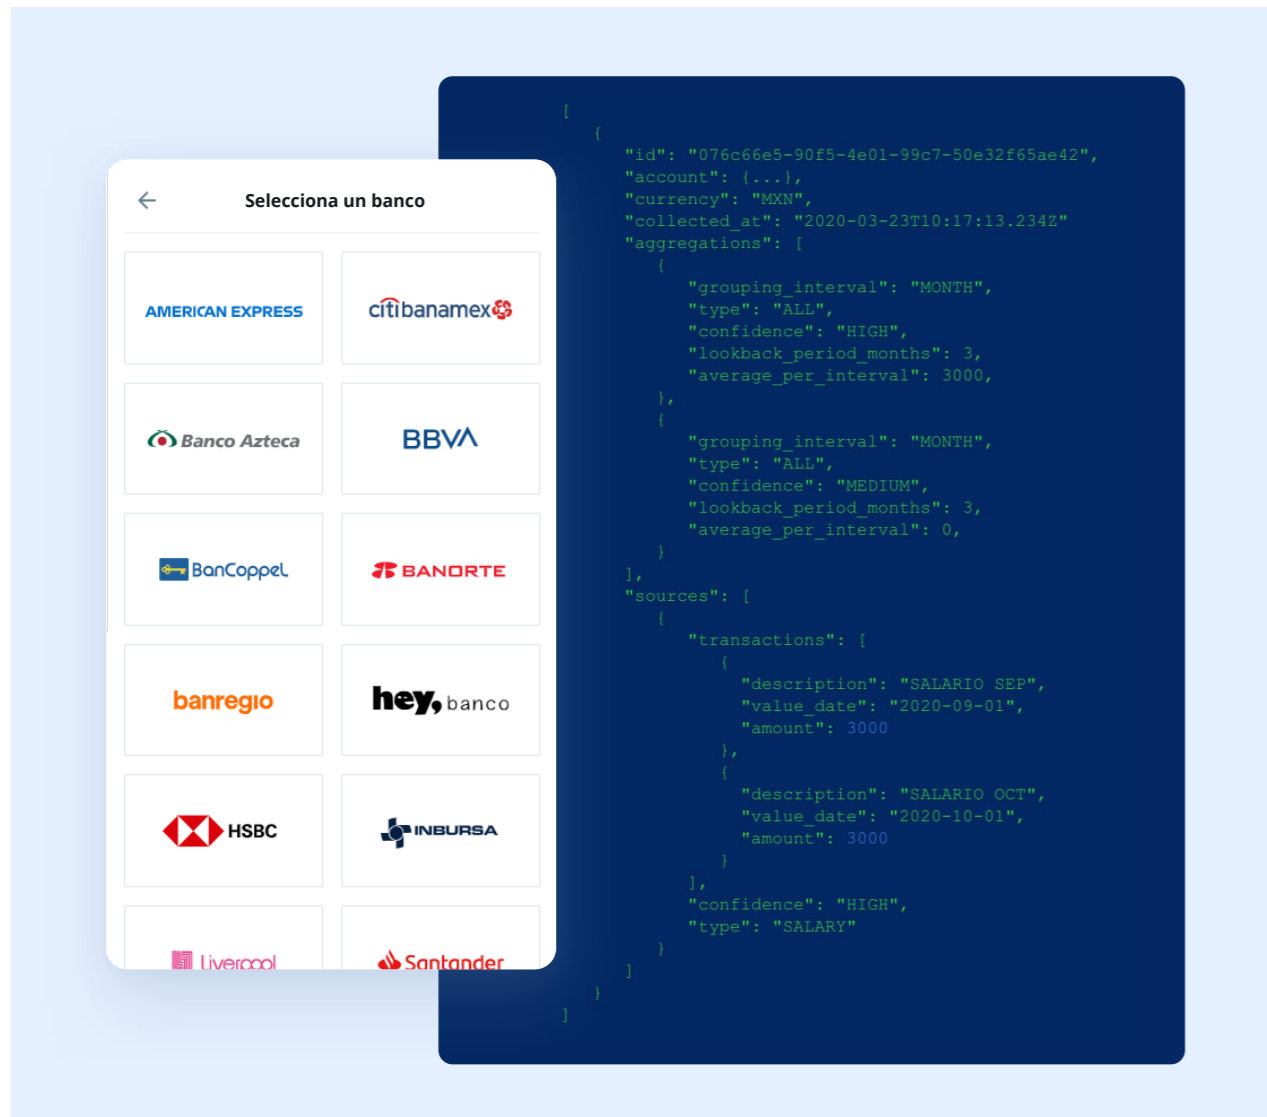 Selecciona un banco
AMERICAN EXPRESS
citibanamex
Banco Azteca
BBVA
BanCoppel
BANORTE
banregio
hey, banco
HSBC
INBURSA
Liverpool
Santander
[
{
"id": "076c66e5-90f5-4e01-99c7-50e32f65ae42",
"account": {...},
"currency": "MXN",
"collected_at": "2020-03-23T10:17:13.234Z"
"aggregations": [
{
"grouping_interval": "MONTH",
"type": "ALL",
"confidence": "HIGH",
"lookback_period_months": 3,
"average_per_interval": 3000,
},
{
"grouping_interval": "MONTH",
"type": "ALL",
"confidence": "MEDIUM",
"lookback_period_months": 3,
"average_per_interval": 0,
}
],
"sources": [
{
"transactions": [
{
"description": "SALARIO SEP",
"value_date": "2020-09-01",
"amount": 3000
},
{
"description": "SALARIO OCT",
"value_date": "2020-10-01",
"amount": 3000
}
],
"confidence": "HIGH",
"type": "SALARY"
}
]
}
]